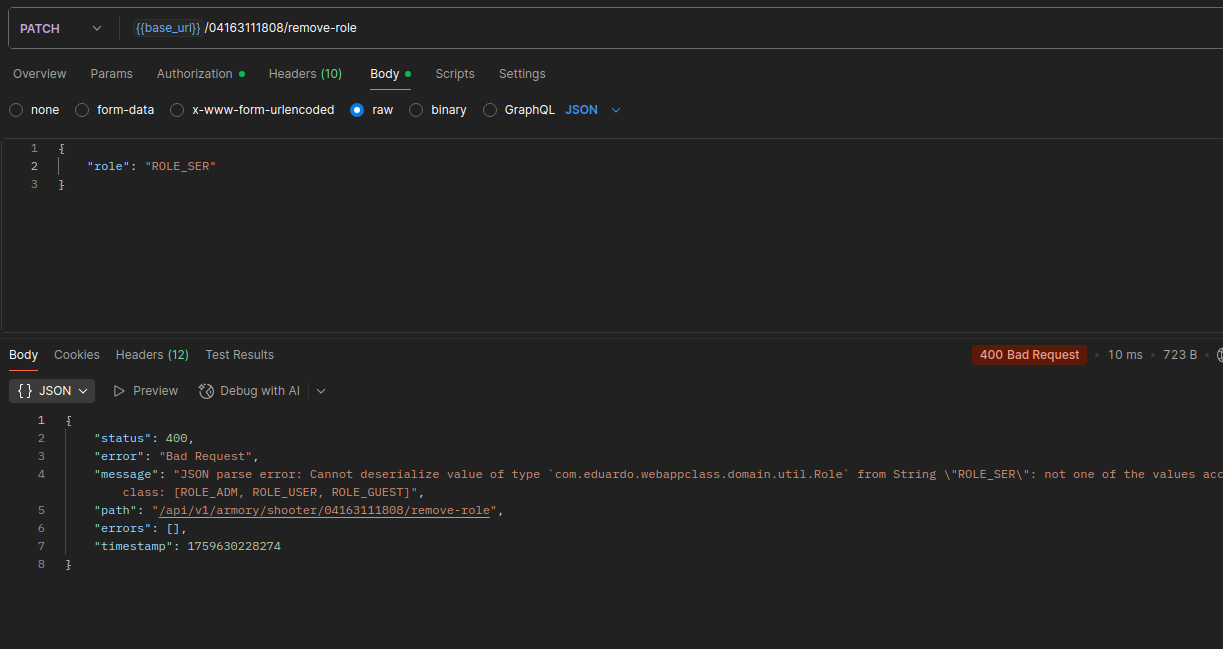 PATCH {{base_url}} /04163111808/remove-role
Overview Params Authorization Headers (10) Body Scripts Settings
none form-data x-www-form-urlencoded raw binary GraphQL JSON
1 {
2 "role": "ROLE_SER"
3 }
Body Cookies Headers (12) Test Results 400 Bad Request 10 ms 723 B
{} JSON Preview Debug with AI
1 {
2 "status": 400,
3 "error": "Bad Request",
4 "message": "JSON parse error: Cannot deserialize value of type `com.eduardo.webappclass.domain.util.Role` from String \"ROLE_SER\": not one of the values acc
class: [ROLE_ADM, ROLE_USER, ROLE_GUEST]",
5 "path": "/api/v1/armory/shooter/04163111808/remove-role",
6 "errors": [],
7 "timestamp": 1759630228274
8 }